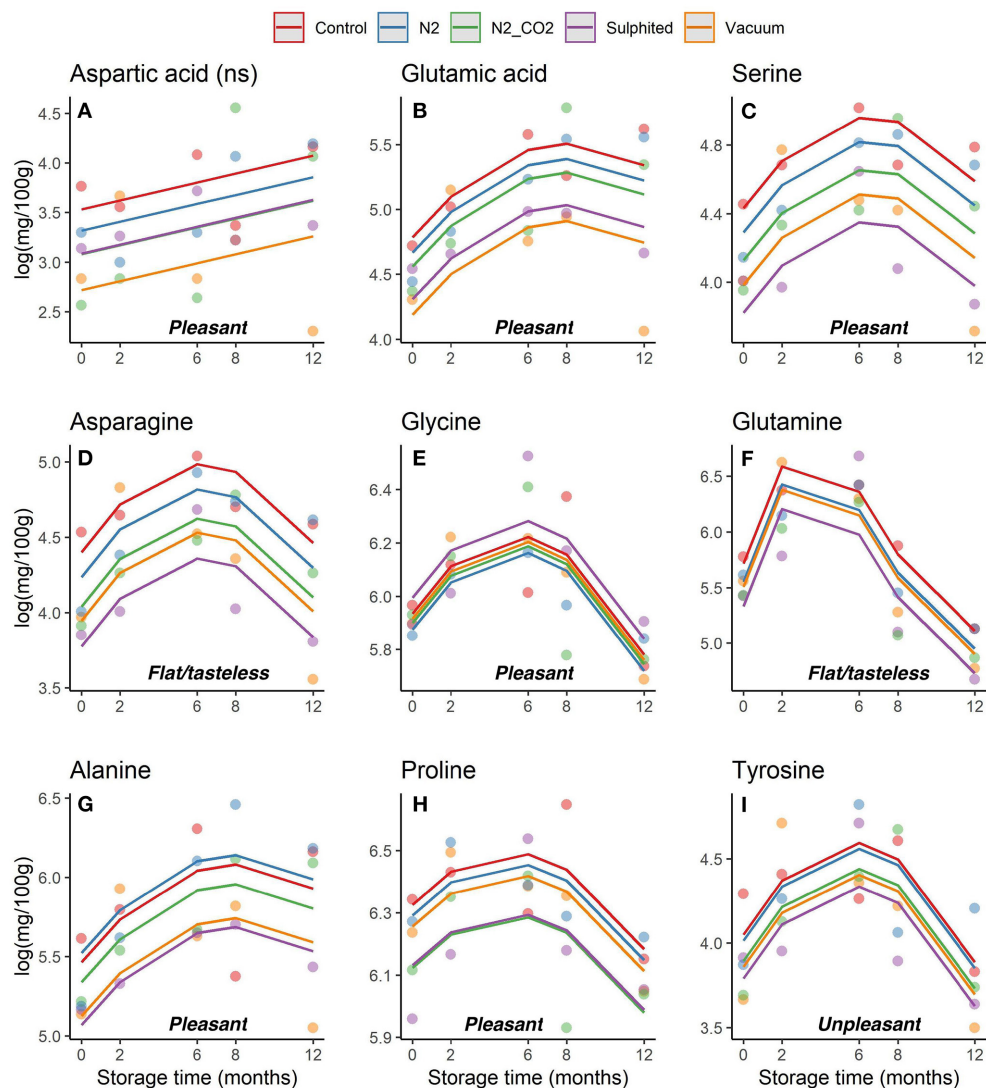 Control N2 N2_CO2 Sulphited Vacuum
Aspartic acid (ns) Glutamic acid Serine
A B C
log(mg/100g)
4.5
4.0
3.5
3.0
2.5
Pleasant
0 2 6 8 12
5.5
5.0
4.5
4.0
Pleasant
0 2 6 8 12
4.8
4.4
4.0
Pleasant
0 2 6 8 12
Asparagine Glycine Glutamine
D E F
log(mg/100g)
5.0
4.5
4.0
3.5
Flat/tasteless
0 2 6 8 12
6.4
6.2
6.0
5.8
Pleasant
0 2 6 8 12
6.5
6.0
5.5
5.0
Flat/tasteless
0 2 6 8 12
Alanine Proline Tyrosine
G H I
log(mg/100g)
6.5
6.0
5.5
5.0
Pleasant
0 2 6 8 12
Storage time (months)
6.5
6.3
6.1
5.9
Pleasant
0 2 6 8 12
Storage time (months)
4.5
4.0
3.5
Unpleasant
0 2 6 8 12
Storage time (months)